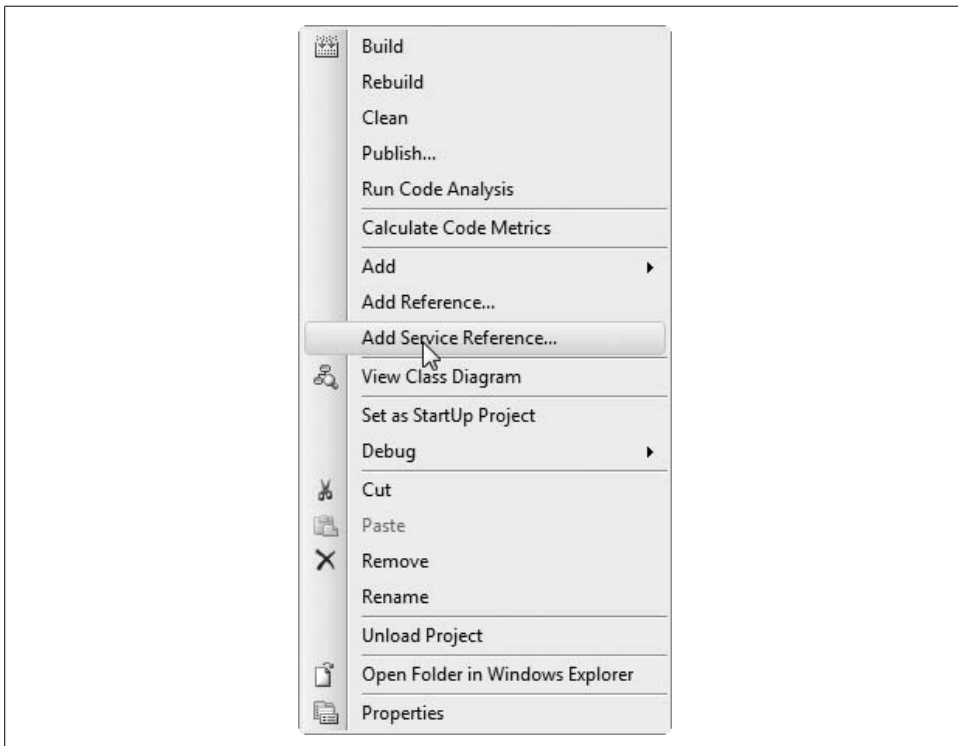 Build
Rebuild
Clean
Publish...
Run Code Analysis
Calculate Code Metrics
Add
Add Reference...
Add Service Reference...
View Class Diagram
Set as StartUp Project
Debug
Cut
Paste
Remove
Rename
Unload Project
Open Folder in Windows Explorer
Properties